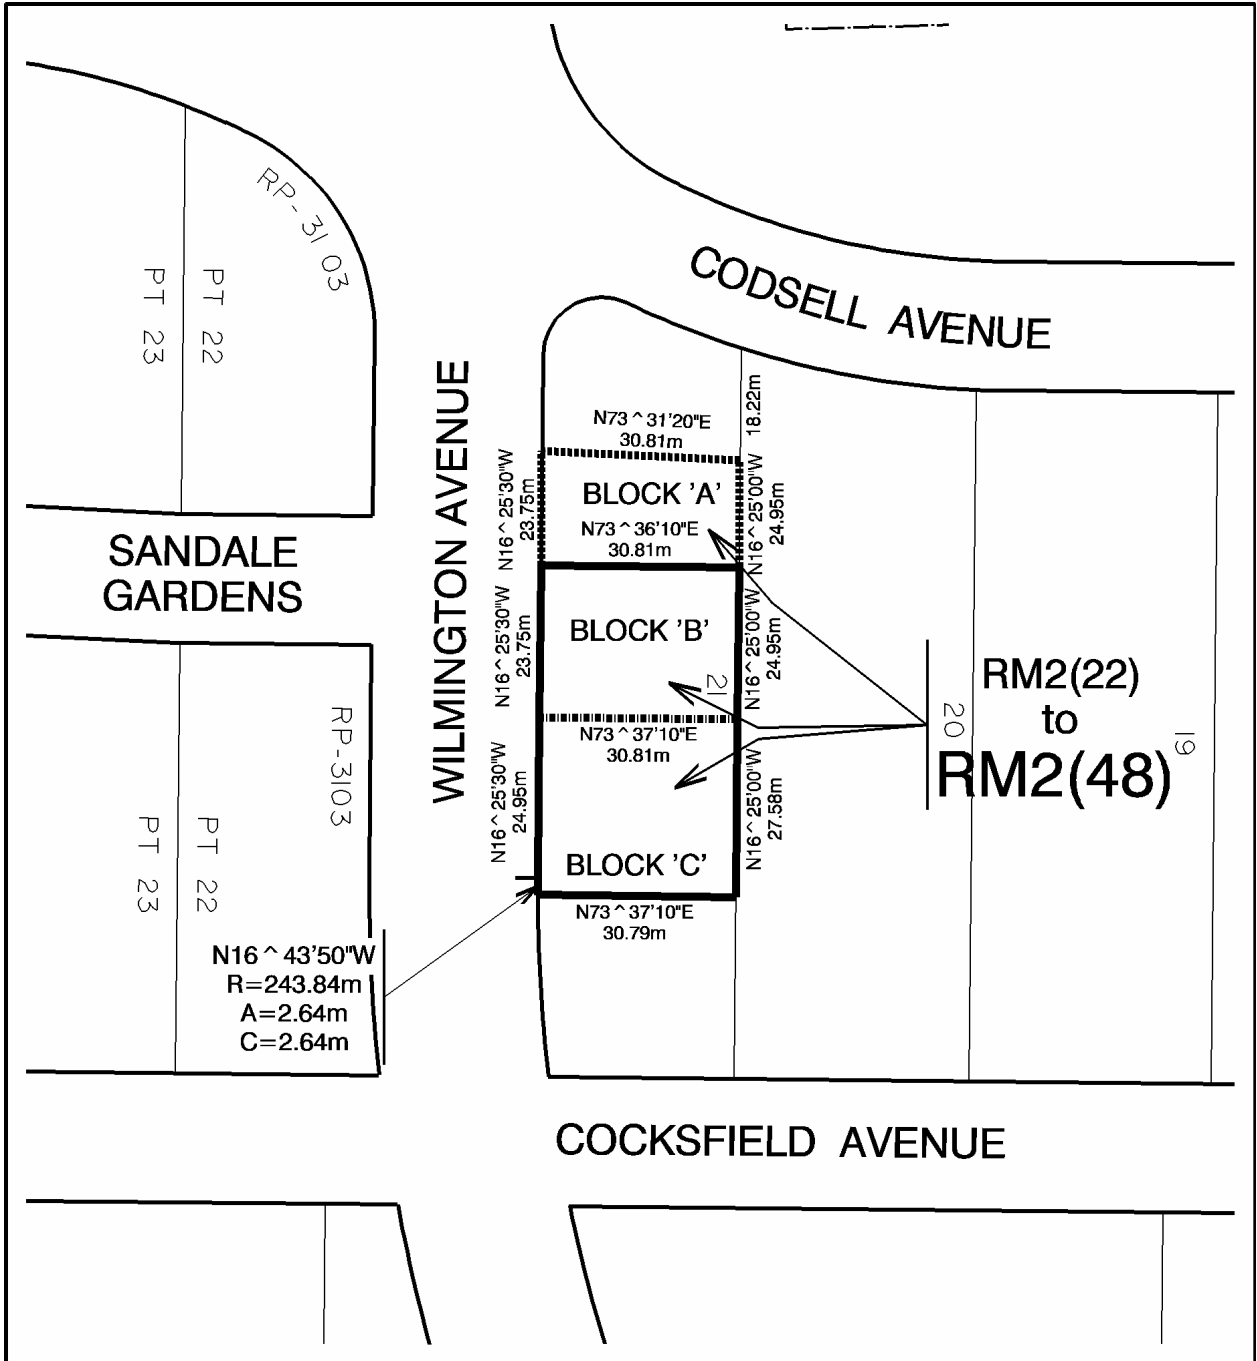 RP-3103
PT 23
PT 22
CODSELL AVENUE
WILMINGTON AVENUE
18.22m
N73^31'20"E
30.81m
N16^25'30"W
23.75m
BLOCK 'A'
N16^25'00"W
24.95m
N73^36'10"E
30.81m
SANDALE
GARDENS
N16^25'30"W
23.75m
BLOCK 'B'
N16^25'00"W
24.95m
21
N73^37'10"E
30.81m
RM2(22)
to
RM2(48)
20
19
RP-3103
PT 23
PT 22
N16^25'30"W
24.95m
N16^25'00"W
27.58m
BLOCK 'C'
N73^37'10"E
30.79m
N16^43'50"W
R=243.84m
A=2.64m
C=2.64m
COCKSFIELD AVENUE